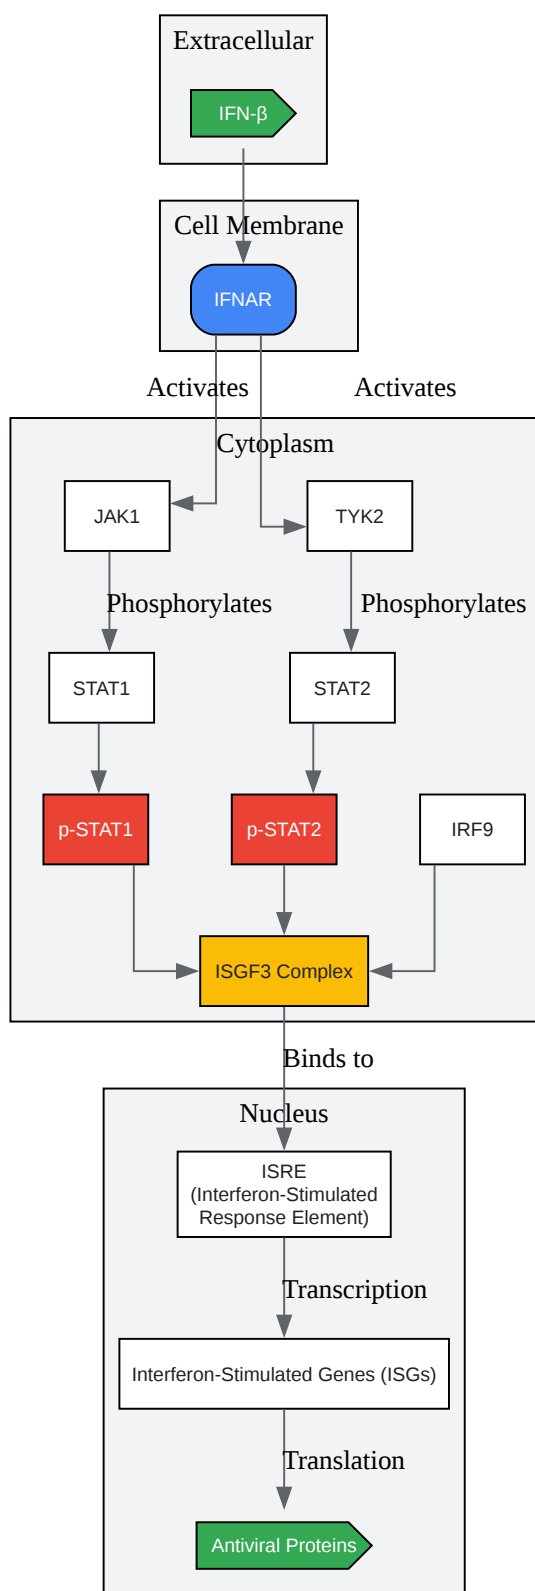 Extracellular
IFN-β
Cell Membrane
IFNAR
Activates
Activates
Cytoplasm
JAK1
TYK2
Phosphorylates
Phosphorylates
STAT1
STAT2
p-STAT1
p-STAT2
IRF9
ISGF3 Complex
Binds to
Nucleus
ISRE
(Interferon-Stimulated
Response Element)
Transcription
Interferon-Stimulated Genes (ISGs)
Translation
Antiviral Proteins